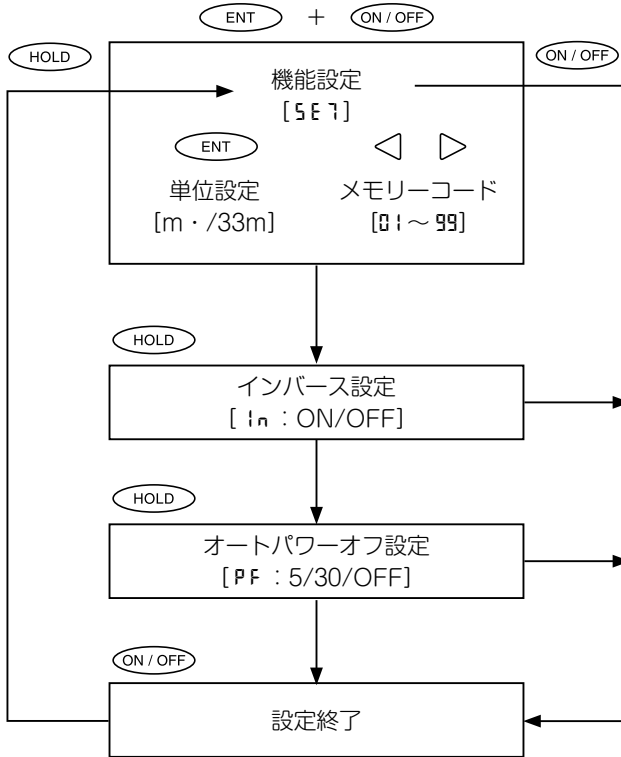 ENT + ON / OFF
HOLD
ON / OFF
機能設定
[SET]
ENT
◁ ▷
単位設定
メモリーコード
[m・/33m]
[01～99]
HOLD
インバース設定
[In：ON/OFF]
HOLD
オートパワーオフ設定
[PF：5/30/OFF]
ON / OFF
設定終了